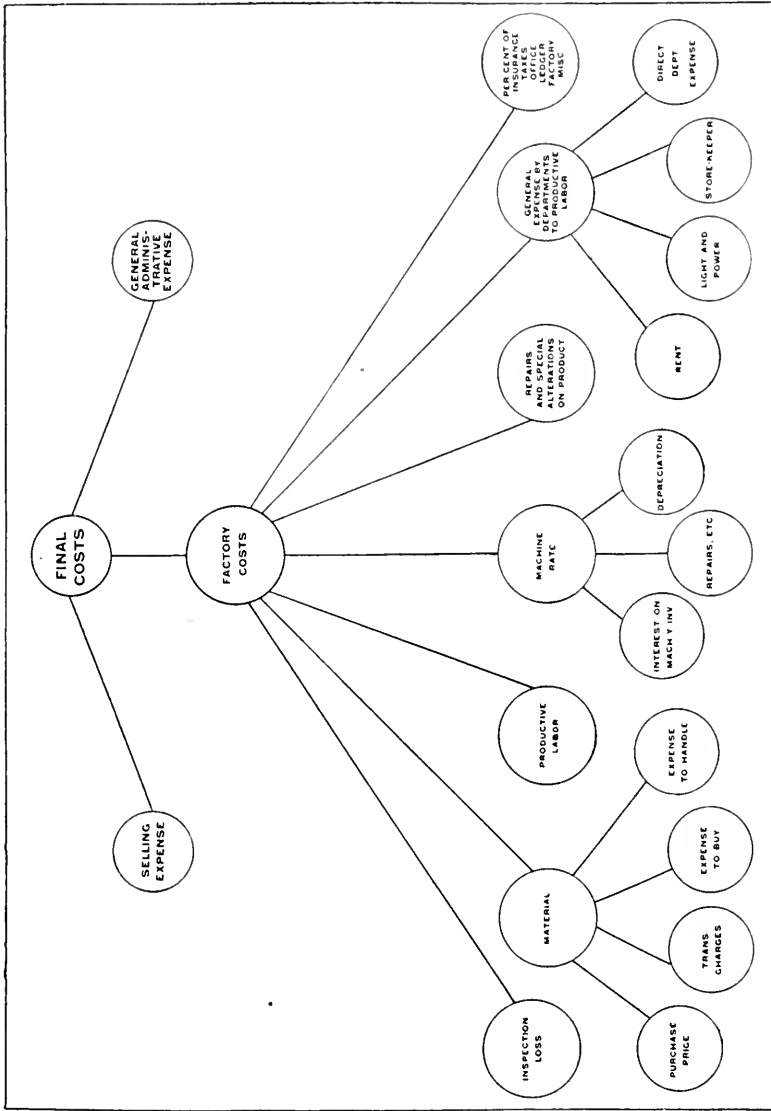 FINAL
COSTS
SELLING
EXPENSE
GENERAL
ADMINIS-
TRATIVE
EXPENSE
FACTORY
COSTS
INSPECTION
LOSS
MATERIAL
PRODUCTIVE
LABOR
MACHINE
RATE
REPAIRS
AND SPECIAL
ALTERATIONS
ON PRODUCT
GENERAL
EXPENSE BY
DEPARTMENTS
TO PRODUCTIVE
LABOR
PER CENT OF
INSURANCE
TAXES
OFFICE
LEDGER
FACTORY
MISC
PURCHASE
PRICE
TRANS
CHARGES
EXPENSE
TO BUY
EXPENSE
TO HANDLE
INTEREST ON
MACH'Y INV
REPAIRS, ETC
DEPRECIATION
RENT
LIGHT AND
POWER
STORE-KEEPER
DIRECT
DEPT
EXPENSE